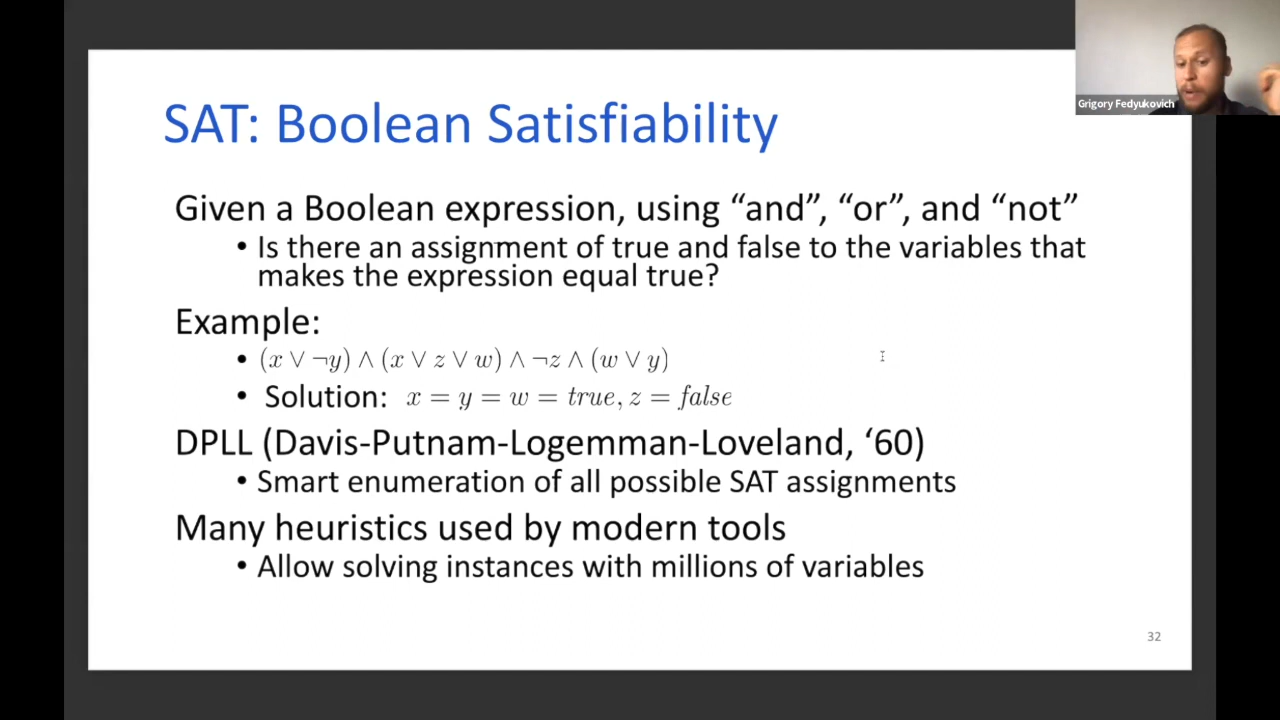 Grigory Fedyukovich
SAT: Boolean Satisfiability
Given a Boolean expression, using “and”, “or”, and “not”
• Is there an assignment of true and false to the variables that
makes the expression equal true?
Example:
• (x ∨ ¬y) ∧ (x ∨ z ∨ w) ∧ ¬z ∧ (w ∨ y)
• Solution: x = y = w = true, z = false
DPLL (Davis-Putnam-Logemman-Loveland, ‘60)
• Smart enumeration of all possible SAT assignments
Many heuristics used by modern tools
• Allow solving instances with millions of variables
32